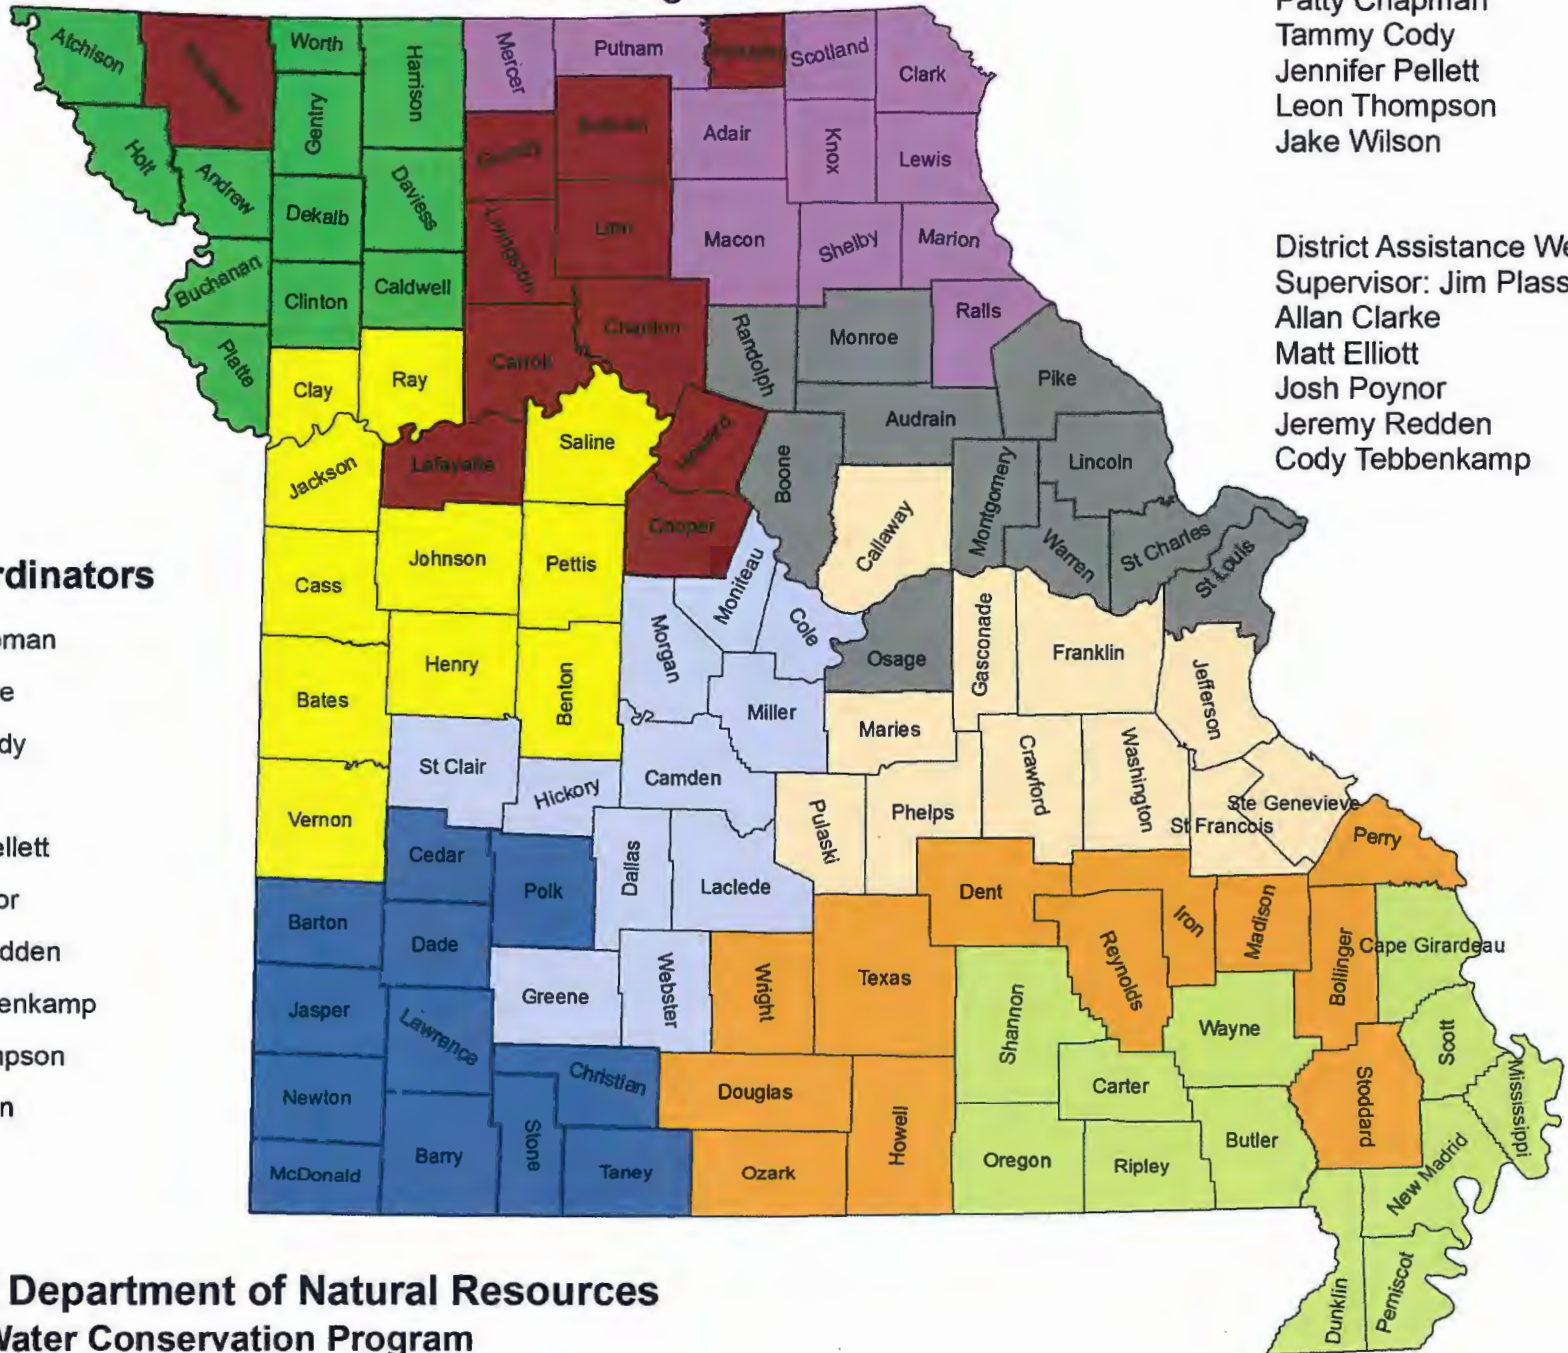 Patty Chapman
Tammy Cody
Jennifer Pellett
Leon Thompson
Jake Wilson
District Assistance We
Supervisor: Jim Plass
Allan Clarke
Matt Elliott
Josh Poynor
Jeremy Redden
Cody Tebbenkamp
rdinators
oman
e
dy
ellett
or
dden
enkamp
mpson
n
Atchison
Worth
Harrison
Mercer
Putnam
Scotland
Clark
Gentry
Holt
Andrew
Dekalb
Daviess
Grundy
Sullivan
Adair
Knox
Lewis
Buchanan
Clinton
Caldwell
Livingston
Linn
Macon
Shelby
Marion
Platte
Clay
Ray
Carroll
Chariton
Randolph
Monroe
Ralls
Pike
Audrain
Jackson
Lafayette
Saline
Howard
Boone
Callaway
Montgomery
Lincoln
Warren
St Charles
St Louis
Cass
Johnson
Pettis
Cooper
Moniteau
Cole
Morgan
Osage
Gasconade
Franklin
Jefferson
Bates
Henry
Benton
Miller
Maries
St Clair
Hickory
Camden
Pulaski
Phelps
Crawford
Washington
Ste Genevieve
St Francois
Perry
Vernon
Cedar
Polk
Dallas
Laclede
Dent
Iron
Madison
Bollinger
Cape Girardeau
Barton
Dade
Greene
Webster
Wright
Texas
Reynolds
Shannon
Wayne
Scott
Mississippi
Jasper
Lawrence
Christian
Douglas
Howell
Carter
Butler
Stoddard
Newton
McDonald
Barry
Stone
Taney
Ozark
Oregon
Ripley
New Madrid
Dunklin
Pemiscot
Department of Natural Resources
Water Conservation Program